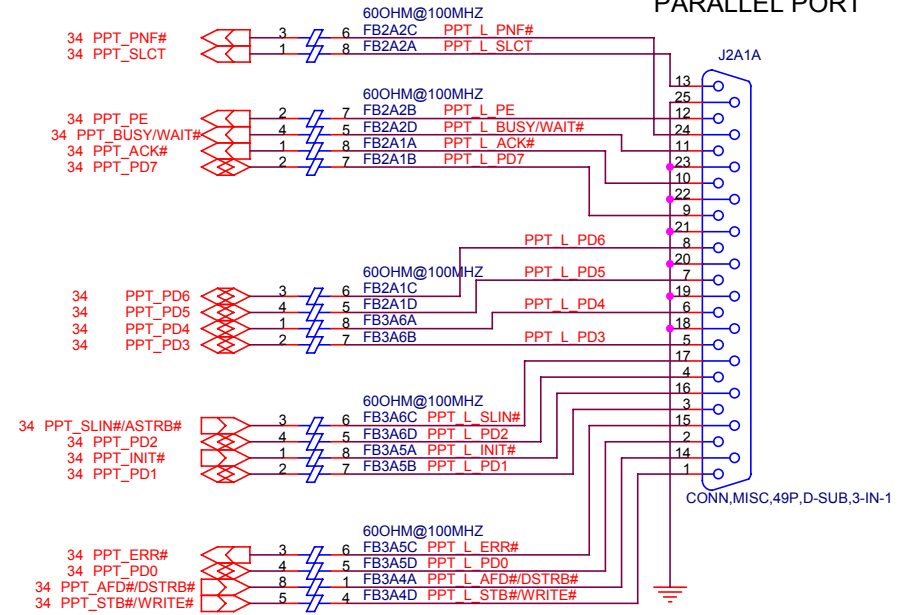 PARALLEL PORT
60OHM@100MHZ
34 PPT_PNF# 3 6 FB2A2C PPT_L_PNF#
34 PPT_SLCT 1 8 FB2A2A PPT_L_SLCT
J2A1A
13
25
60OHM@100MHZ
34 PPT_PE 2 7 FB2A2B PPT_L_PE 12
34 PPT_BUSY/WAIT# 4 5 FB2A2D PPT_L_BUSY/WAIT# 24
34 PPT_ACK# 1 8 FB2A1A PPT_L_ACK# 11
34 PPT_PD7 2 7 FB2A1B PPT_L_PD7 23
10
22
9
21
PPT_L_PD6 8
20
60OHM@100MHZ PPT_L_PD5 7
34 PPT_PD6 3 6 FB2A1C 19
34 PPT_PD5 4 5 FB2A1D PPT_L_PD4 6
34 PPT_PD4 1 8 FB3A6A 18
34 PPT_PD3 2 7 FB3A6B PPT_L_PD3 5
17
4
16
60OHM@100MHZ 3
34 PPT_SLIN#/ASTRB# 3 6 FB3A6C PPT_L_SLIN# 15
34 PPT_PD2 4 5 FB3A6D PPT_L_PD2 2
34 PPT_INIT# 1 8 FB3A5A PPT_L_INIT# 14
34 PPT_PD1 2 7 FB3A5B PPT_L_PD1 1
CONN,MISC,49P,D-SUB,3-IN-1
60OHM@100MHZ
34 PPT_ERR# 3 6 FB3A5C PPT_L_ERR#
34 PPT_PD0 4 5 FB3A5D PPT_L_PD0
34 PPT_AFD#/DSTRB# 8 1 FB3A4A PPT_L_AFD#/DSTRB#
34 PPT_STB#/WRITE# 5 4 FB3A4D PPT_L_STB#/WRITE#